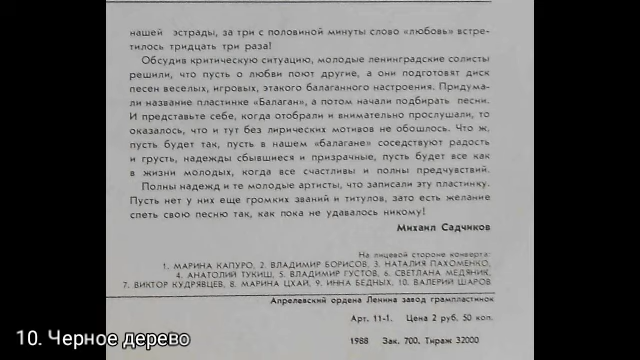 нашей эстрады, за три с половиной минуты слово «любовь» встре-
тилось тридцать три раза!
Обсудив критическую ситуацию, молодые ленинградские солисты
решили, что пусть о любви поют другие, а они подготовят диск
песен веселых, игровых, этакого балаганного настроения. Придума-
ли название пластинке «Балаган», а потом начали подбирать песни.
И представьте себе, когда отобрали и внимательно прослушали, то
оказалось, что и тут без лирических мотивов не обошлось. Что ж,
пусть будет так, пусть в нашем «балагане» соседствуют радость
и грусть, надежды сбывшиеся и призрачные, пусть будет все как
в жизни молодых, когда все счастливы и полны предчувствий.
Полны надежд и те молодые артисты, что записали эту пластинку.
Пусть нет у них еще громких званий и титулов, зато есть желание
спеть свою песню так, как пока не удавалось никому!
Михаил Садчиков
На лицевой стороне конверта:
1. МАРИНА КАПУРО, 2. ВЛАДИМИР БОРИСОВ, 3. НАТАЛИЯ ПАХОМЕНКО,
4. АНАТОЛИЙ ТУКИШ, 5. ВЛАДИМИР ГУСТОВ, 6. СВЕТЛАНА МЕДЯНИК,
7. ВИКТОР КУДРЯВЦЕВ, 8. МАРИНА ЦХАЙ, 9. ИННА БЕДНЫХ, 10. ВАЛЕРИЙ ШАРОВ
Апрелевский ордена Ленина завод грампластинок
Арт. 11-1. Цена 2 руб. 50 коп.
1988 Зак. 700. Тираж 32000
10. Черное дерево